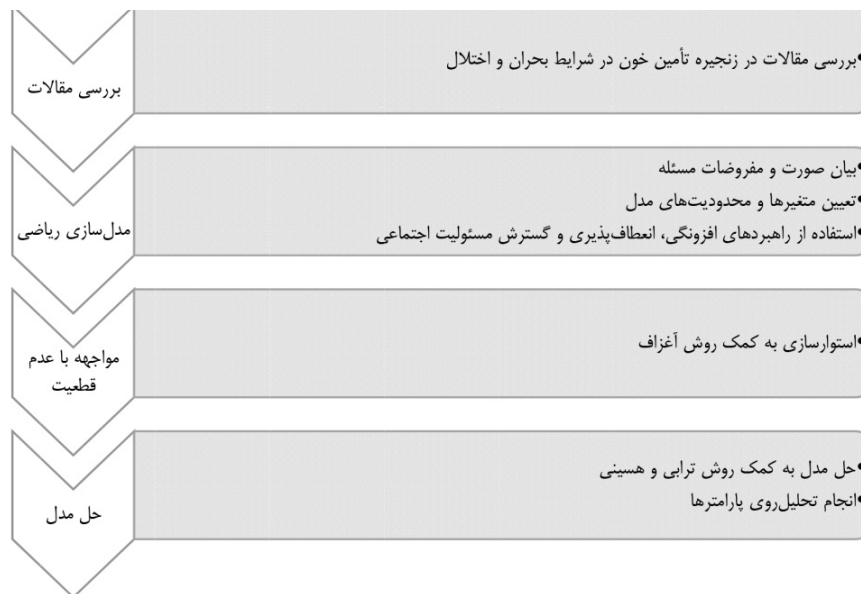 بررسی مقالات
•بررسی مقالات در زنجیره تأمین خون در شرایط بحران و اختلال
مدل‌سازی ریاضی
•بیان صورت و مفروضات مسئله
•تعیین متغیرها و محدودیت‌های مدل
•استفاده از راهبردهای افزونگی، انعطاف‌پذیری و گسترش مسئولیت اجتماعی
مواجهه با عدم
قطعیت
•استوارسازی به کمک روش آغزاف
حل مدل
•حل مدل به کمک روش ترابی و هسینی
•انجام تحلیل‌روی پارامترها